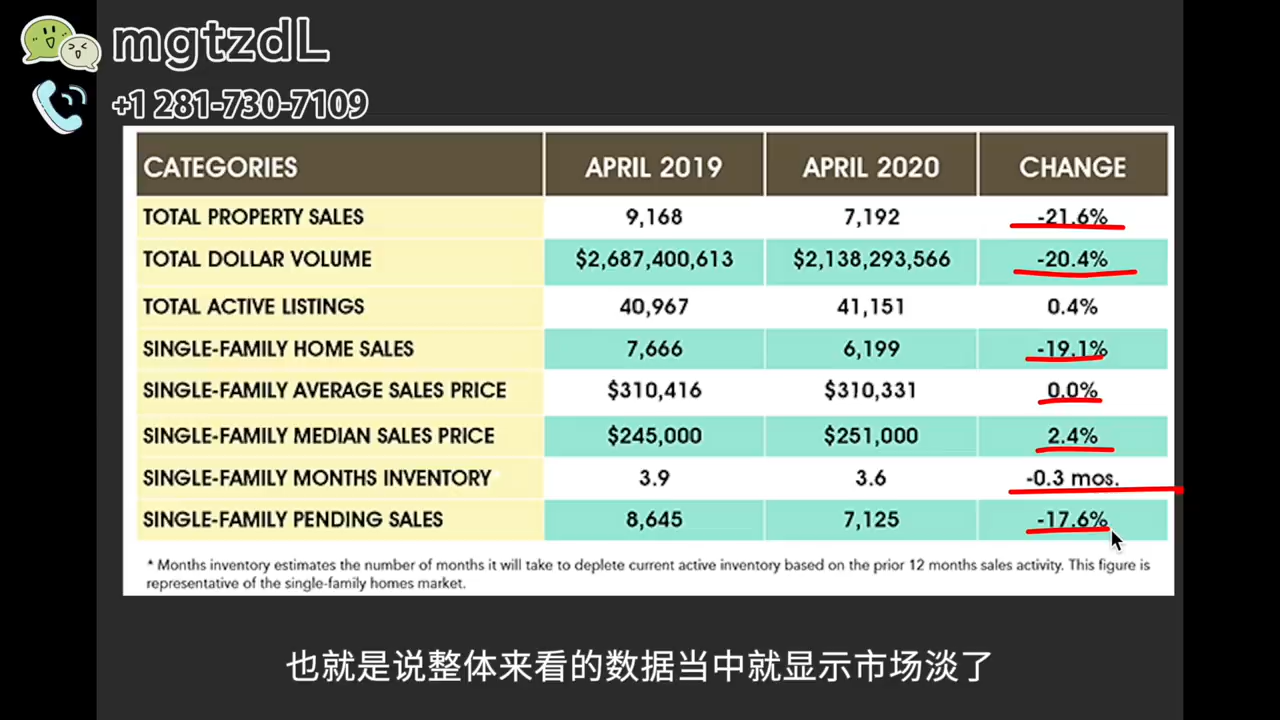 mgtzdL
+1 281-730-7109
CATEGORIES APRIL 2019 APRIL 2020 CHANGE
TOTAL PROPERTY SALES 9,168 7,192 -21.6%
TOTAL DOLLAR VOLUME $2,687,400,613 $2,138,293,566 -20.4%
TOTAL ACTIVE LISTINGS 40,967 41,151 0.4%
SINGLE-FAMILY HOME SALES 7,666 6,199 -19.1%
SINGLE-FAMILY AVERAGE SALES PRICE $310,416 $310,331 0.0%
SINGLE-FAMILY MEDIAN SALES PRICE $245,000 $251,000 2.4%
SINGLE-FAMILY MONTHS INVENTORY* 3.9 3.6 -0.3 mos.
SINGLE-FAMILY PENDING SALES 8,645 7,125 -17.6%
* Months inventory estimates the number of months it will take to deplete current active inventory based on the prior 12 months sales activity. This figure is
representative of the single-family homes market.
也就是说整体来看的数据当中就显示市场淡了